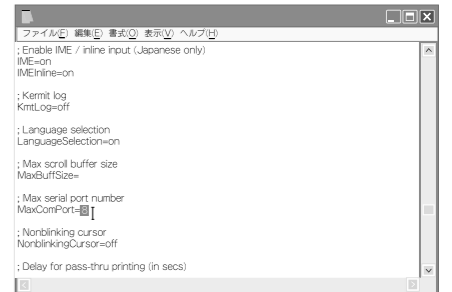 ファイル(F) 編集(E) 書式(O) 表示(V) ヘルプ(H)
; Enable IME / inline input (Japanese only)
IME=on
IMEInline=on
; Kermit log
KmtLog=off
; Language selection
LanguageSelection=on
; Max scroll buffer size
MaxBuffSize=
; Max serial port number
MaxComPort=
; Nonblinking cursor
NonblinkingCursor=off
; Delay for pass-thru printing (in secs)